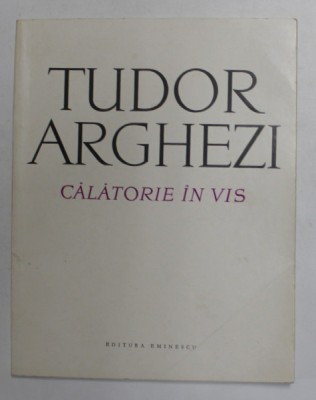 TUDOR
ARGHEZI
CĂLĂTORIE ÎN VIS
EDITURA EMINESCU